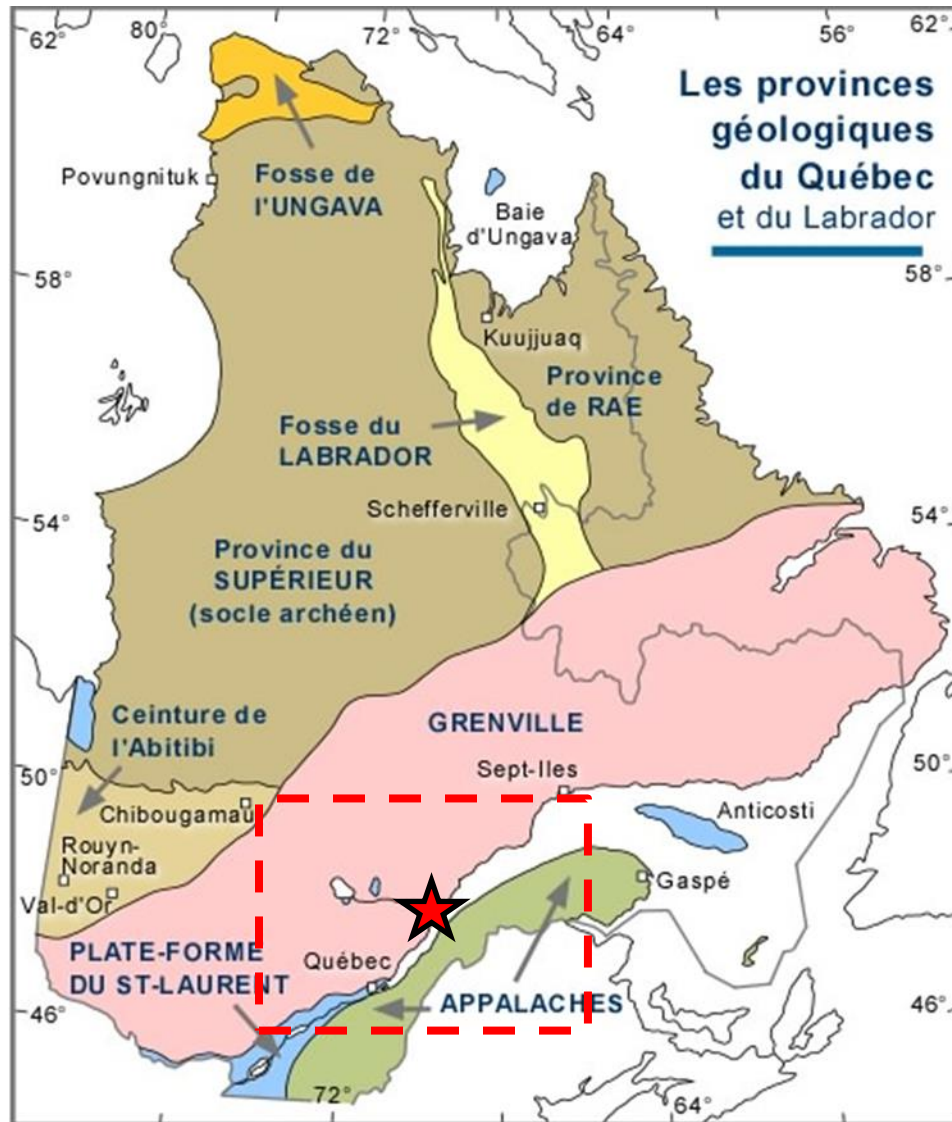 62°
80°
72°
64°
56°
62°
Les provinces
géologiques
du Québec
et du Labrador
Povungnituk
Fosse de
l'UNGAVA
Baie
d'Ungava
58°
58°
Kuujjuaq
Province
de RAE
Fosse du
LABRADOR
Schefferville
54°
54°
Province du
SUPÉRIEUR
(socle archéen)
Ceinture de
l'Abitibi
GRENVILLE
50°
50°
Sept-Iles
Chibougamau
Anticosti
Rouyn-
Noranda
Val-d'Or
Gaspé
PLATE-FORME
DU ST-LAURENT
Québec
APPALACHES
46°
46°
72°
64°